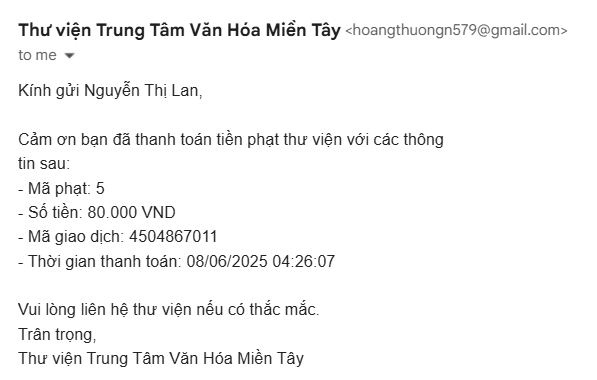 Thư viện Trung Tâm Văn Hóa Miền Tây <hoangthuongn579@gmail.com>
to me
Kính gửi Nguyễn Thị Lan,
Cảm ơn bạn đã thanh toán tiền phạt thư viện với các thông
tin sau:
- Mã phạt: 5
- Số tiền: 80.000 VND
- Mã giao dịch: 4504867011
- Thời gian thanh toán: 08/06/2025 04:26:07
Vui lòng liên hệ thư viện nếu có thắc mắc.
Trân trọng,
Thư viện Trung Tâm Văn Hóa Miền Tây